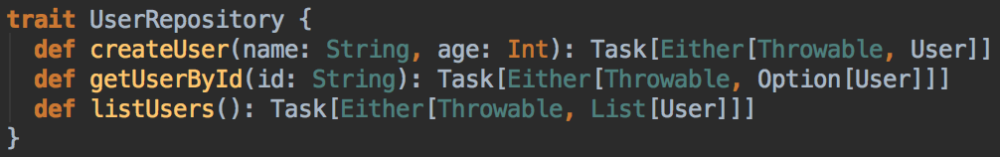 trait UserRepository {
  def createUser(name: String, age: Int): Task[Either[Throwable, User]]
  def getUserById(id: String): Task[Either[Throwable, Option[User]]]
  def listUsers(): Task[Either[Throwable, List[User]]]
}